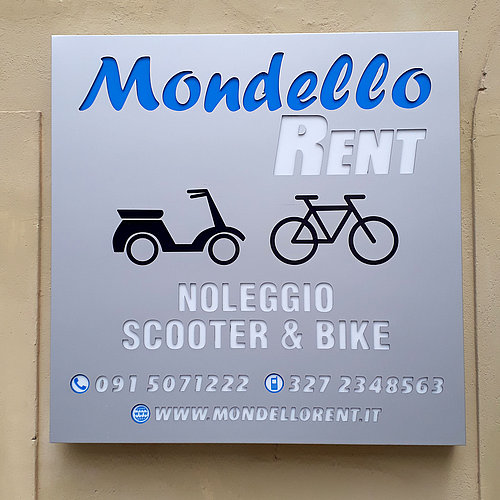 Mondello
RENT
NOLEGGIO
SCOOTER & BIKE
091 5071222 327 2348563
WWW.MONDELLORENT.IT